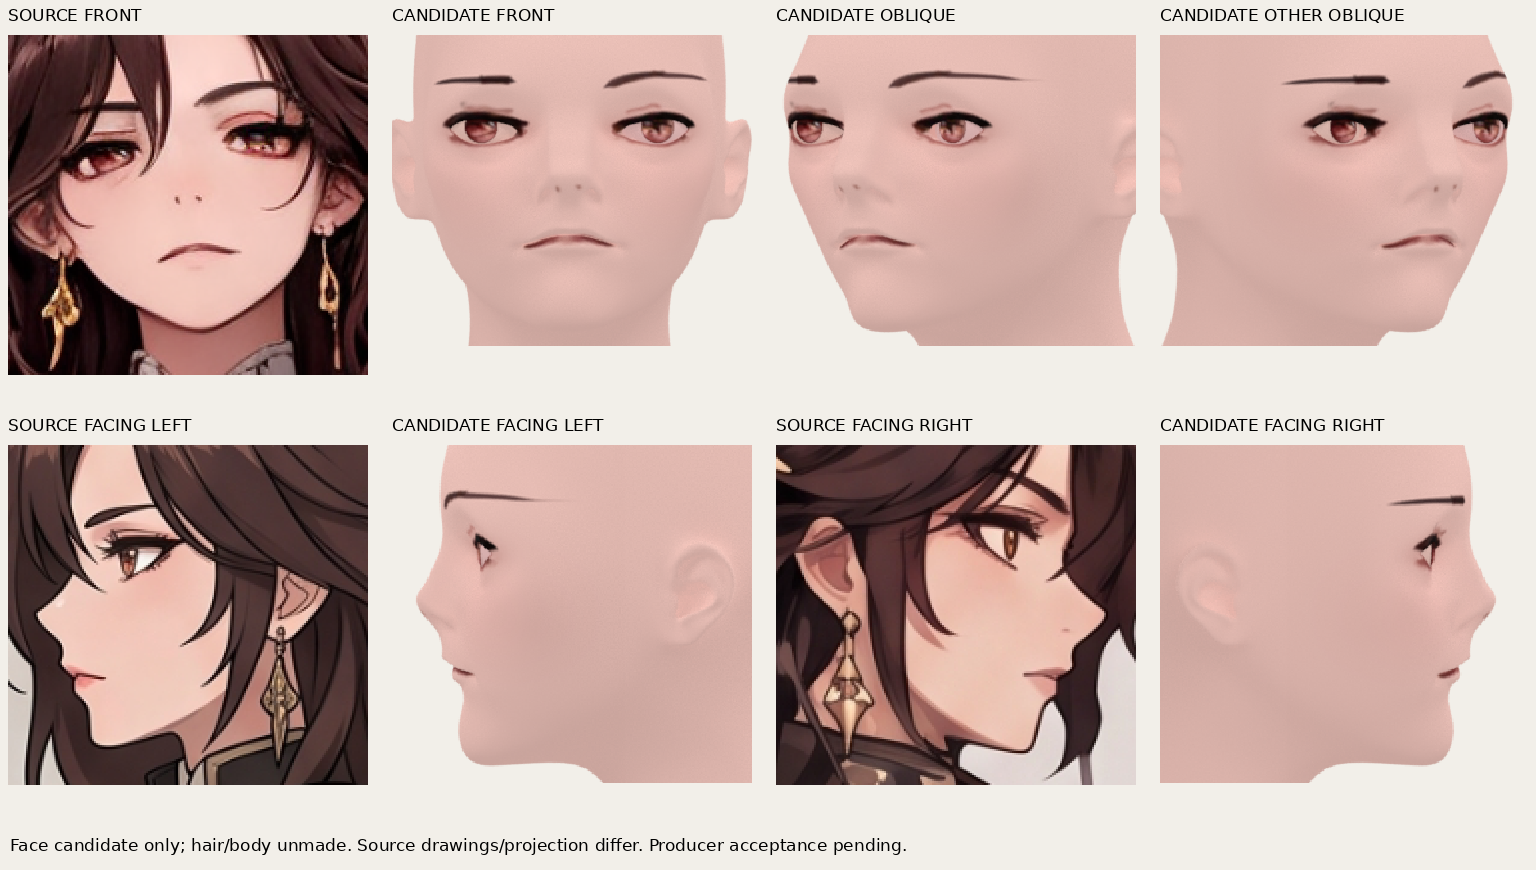 SOURCE FRONT
CANDIDATE FRONT
CANDIDATE OBLIQUE
CANDIDATE OTHER OBLIQUE
SOURCE FACING LEFT
CANDIDATE FACING LEFT
SOURCE FACING RIGHT
CANDIDATE FACING RIGHT
Face candidate only; hair/body unmade. Source drawings/projection differ. Producer acceptance pending.